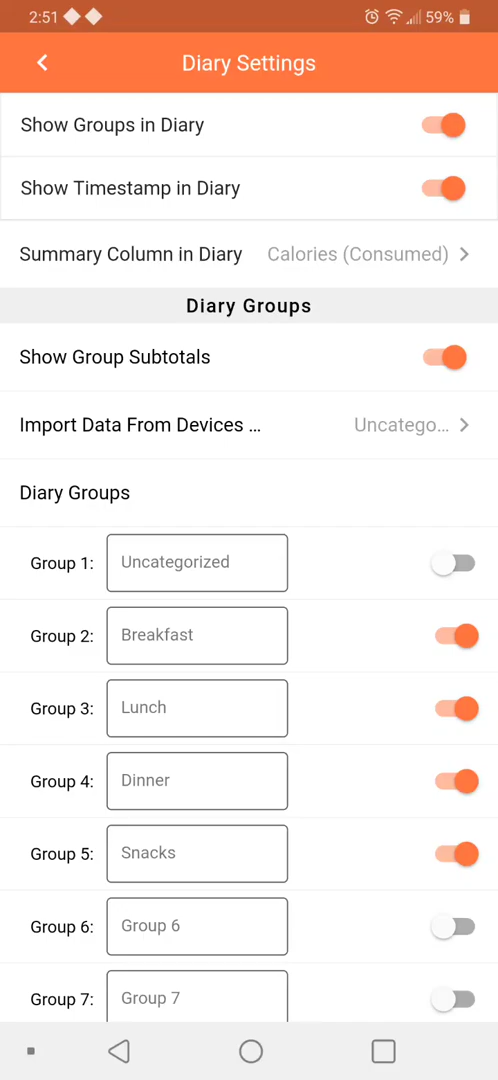 2:51 59%
Diary Settings
Show Groups in Diary
Show Timestamp in Diary
Summary Column in Diary Calories (Consumed)
Diary Groups
Show Group Subtotals
Import Data From Devices ... Uncatego...
Diary Groups
Group 1: Uncategorized
Group 2: Breakfast
Group 3: Lunch
Group 4: Dinner
Group 5: Snacks
Group 6: Group 6
Group 7: Group 7